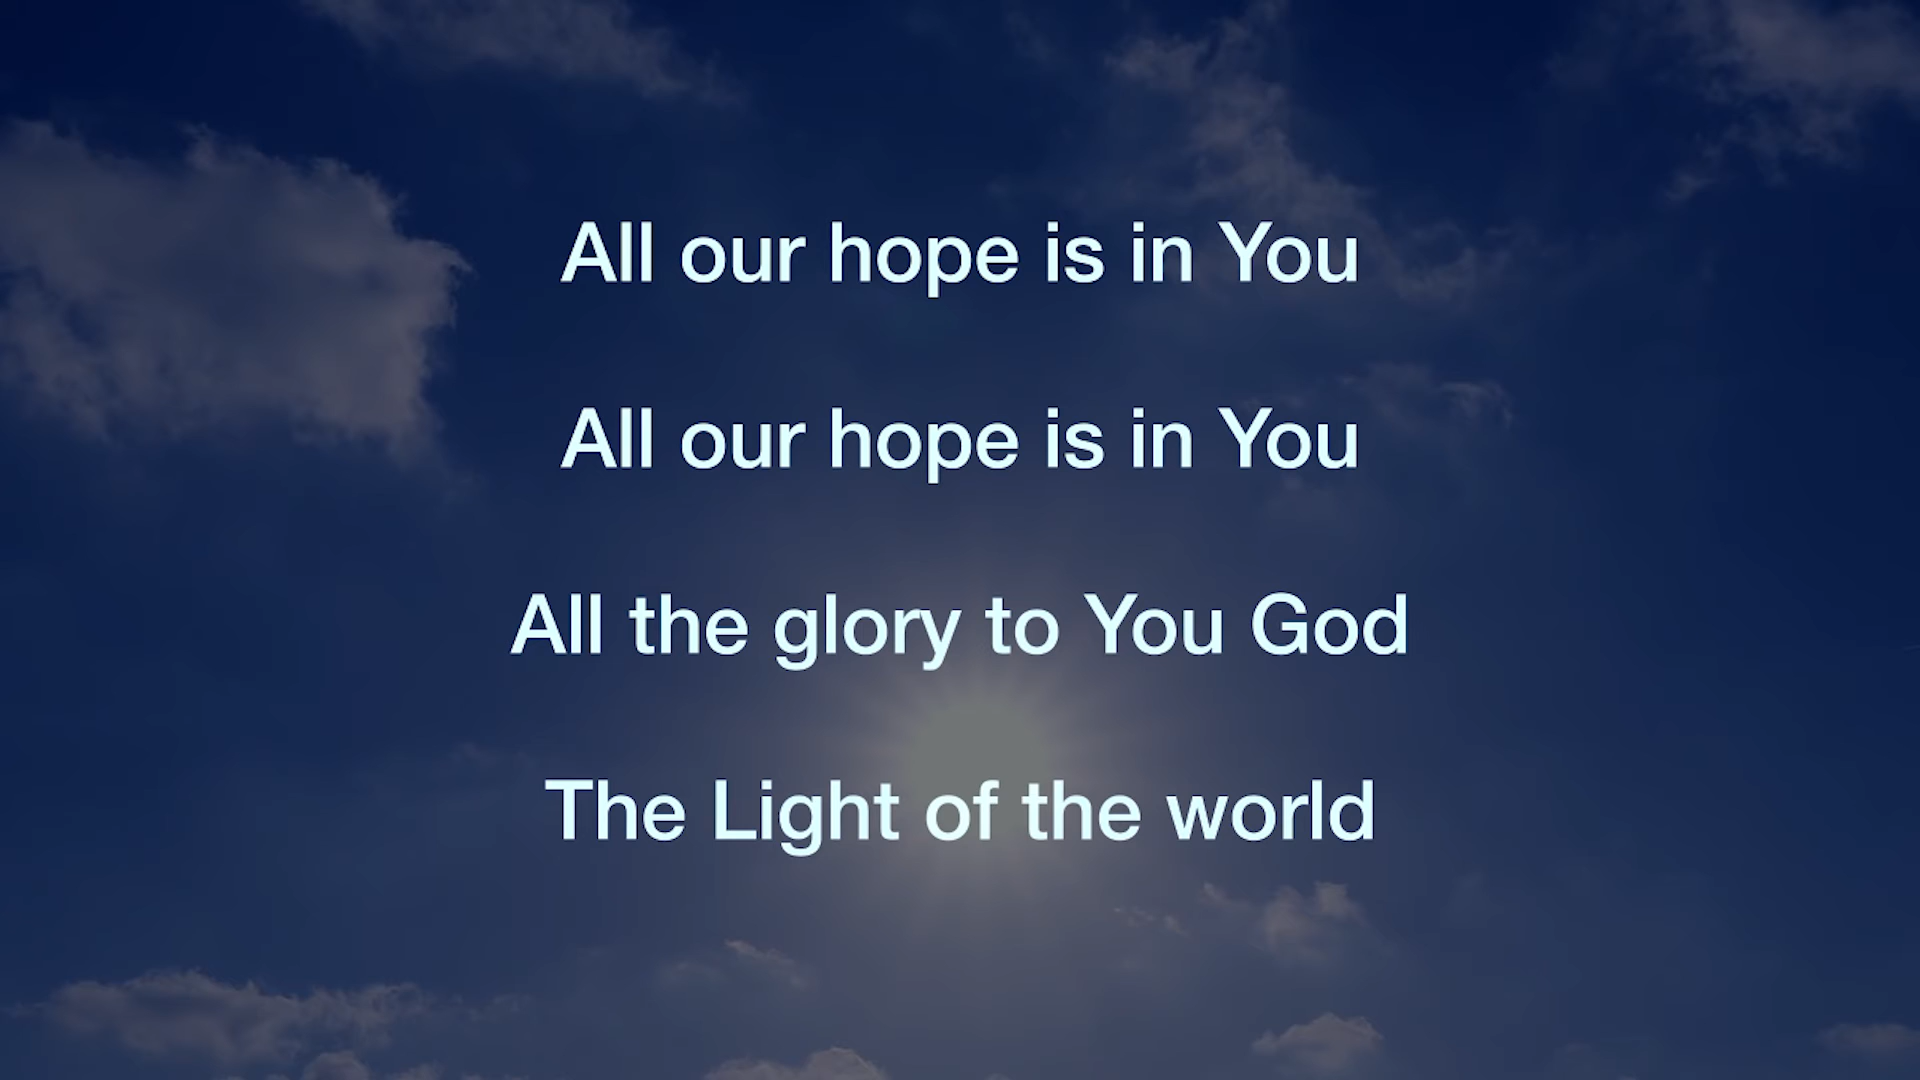 All our hope is in You
All our hope is in You
All the glory to You God
The Light of the world